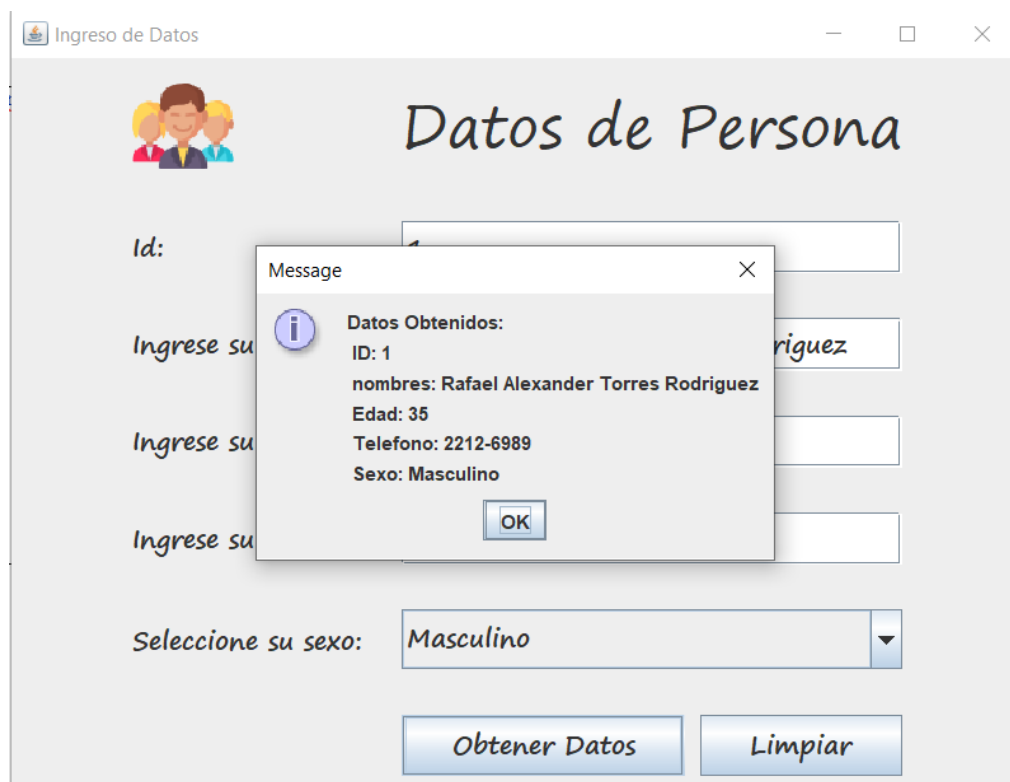 Ingreso de Datos
Datos de Persona
Id:
Message
Datos Obtenidos:
ID: 1
nombres: Rafael Alexander Torres Rodriguez
Edad: 35
Telefono: 2212-6989
Sexo: Masculino
OK
Ingrese su
riguez
Ingrese su
Ingrese su
Seleccione su sexo:
Masculino
Obtener Datos
Limpiar